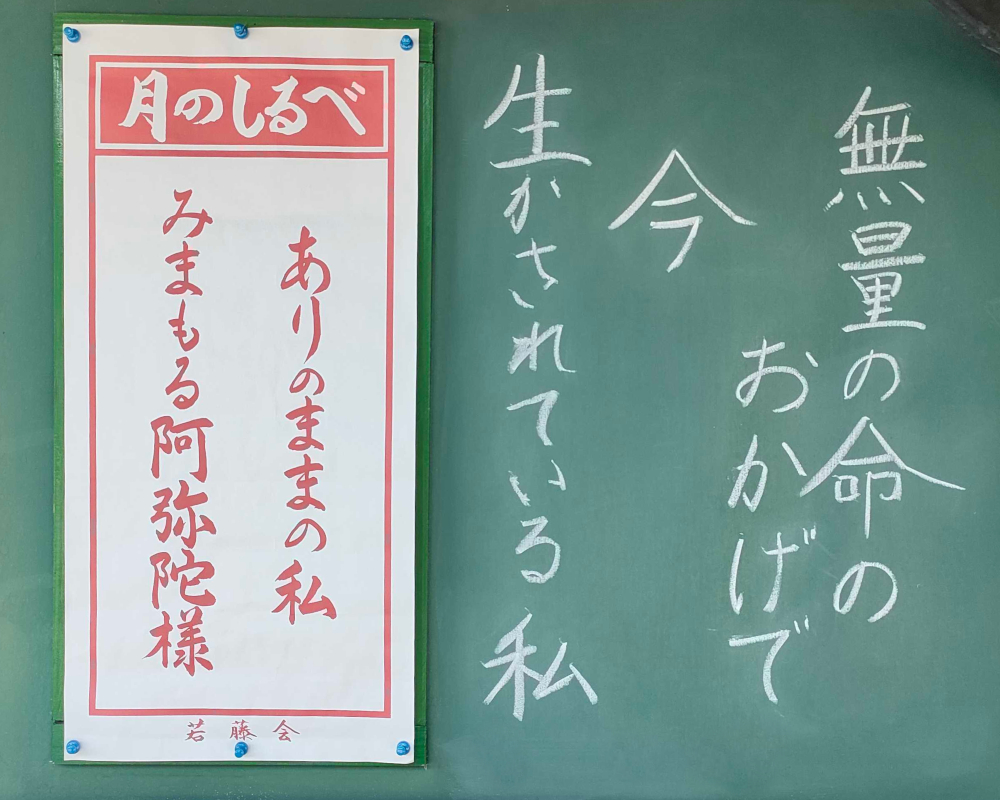 無量の命の
おかげで
今
生かされている私
月のしるべ
ありのままの私
みまもる阿弥陀様
若藤会